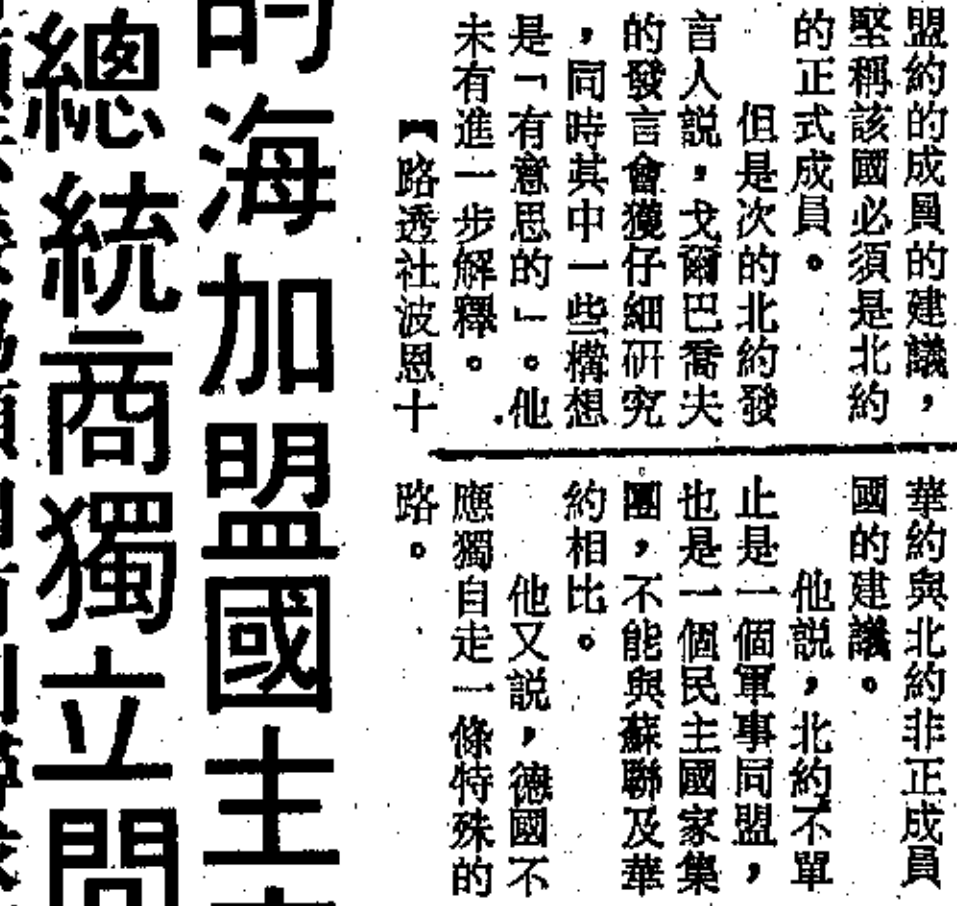 盟約的成員的建議，
堅稱該國必須是北約
的正式成員。
但是次的北約發
言人説，戈爾巴喬夫
的發言會獲仔細研究
，同時其中一些構想
是「有意思的」。他
未有進一步解釋。
【路透社波恩十
華約與北約非正成員
國的建議。
他説，北約不單
止是一個軍事同盟，
也是一個民主國家集
團，不能與蘇聯及華
約相比。
他又説，德國不
應獨自走一條特殊的
路。
的海加盟國主
總統商獨立問